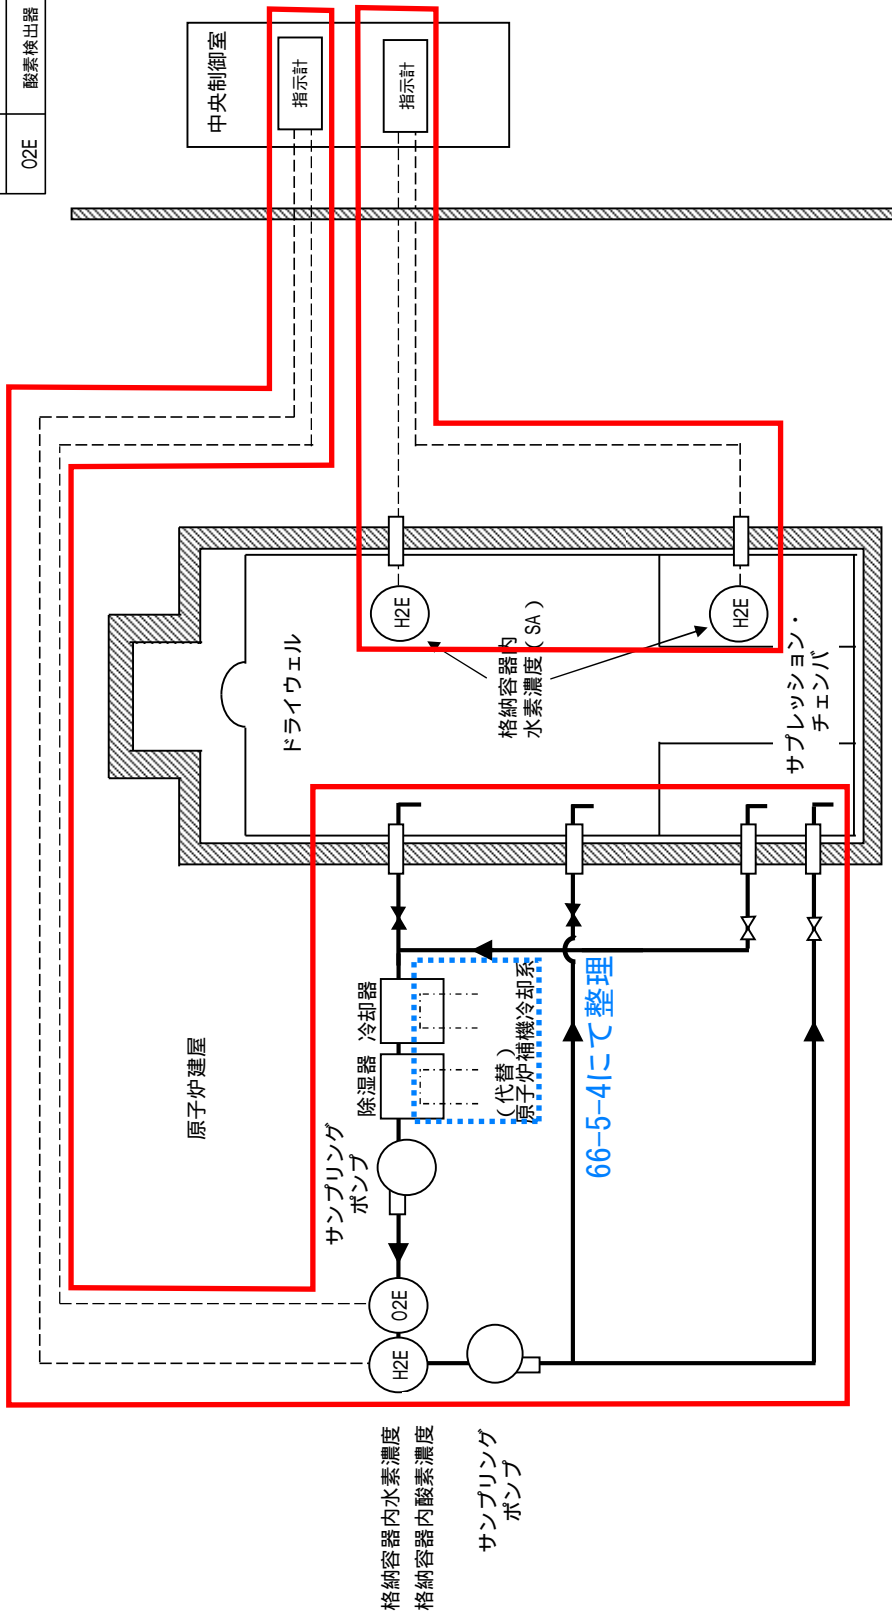 酸素検出器
O2E
中央制御室
指示計
指示計
ドライウェル
H2E
H2E
格納容器内
水素濃度(SA)
サプレッション・
チェンバ
原子炉建屋
冷却器
除湿器
(代替)
原子炉補機冷却系
66-5-4にて整理
サンプリング
ポンプ
O2E
H2E
格納容器内水素濃度
格納容器内酸素濃度
サンプリング
ポンプ